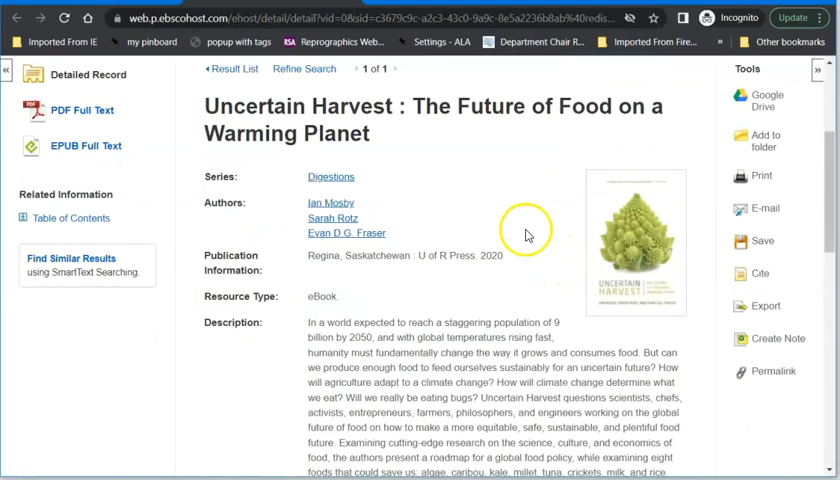 web.p.ebscohost.com/ehost/detail/detail?vid=0&sid=c3679c9c-a2c3-43c0-9a9c-8e5a2236b8ab%40redis...
Incognito
Update
Imported From IE
my pinboard
popup with tags
RSA Reprographics Web...
Settings - ALA
Department Chair R...
Imported From Fire...
»
Other bookmarks
«
Detailed Record
PDF Full Text
EPUB Full Text
Related Information
Table of Contents
Find Similar Results
using SmartText Searching.
Result List Refine Search 1 of 1
Uncertain Harvest : The Future of Food on a
Warming Planet
Series: Digestions
Authors: Ian Mosby
Sarah Rotz
Evan D.G. Fraser
Publication Regina, Saskatchewan : U of R Press. 2020
Information:
Resource Type: eBook.
Description: In a world expected to reach a staggering population of 9
billion by 2050, and with global temperatures rising fast,
humanity must fundamentally change the way it grows and consumes food. But can
we produce enough food to feed ourselves sustainably for an uncertain future? How
will agriculture adapt to a climate change? How will climate change determine what
we eat? Will we really be eating bugs? Uncertain Harvest questions scientists, chefs,
activists, entrepreneurs, farmers, philosophers, and engineers working on the global
future of food on how to make a more equitable, safe, sustainable, and plentiful food
future. Examining cutting-edge research on the science, culture, and economics of
food, the authors present a roadmap for a global food policy, while examining eight
foods that could save us: algae, caribou, kale, millet, tuna, crickets, milk, and rice.
UNCERTAIN
HARVEST
Tools
»
Google
Drive
Add to
folder
Print
E-mail
Save
Cite
Export
Create Note
Permalink